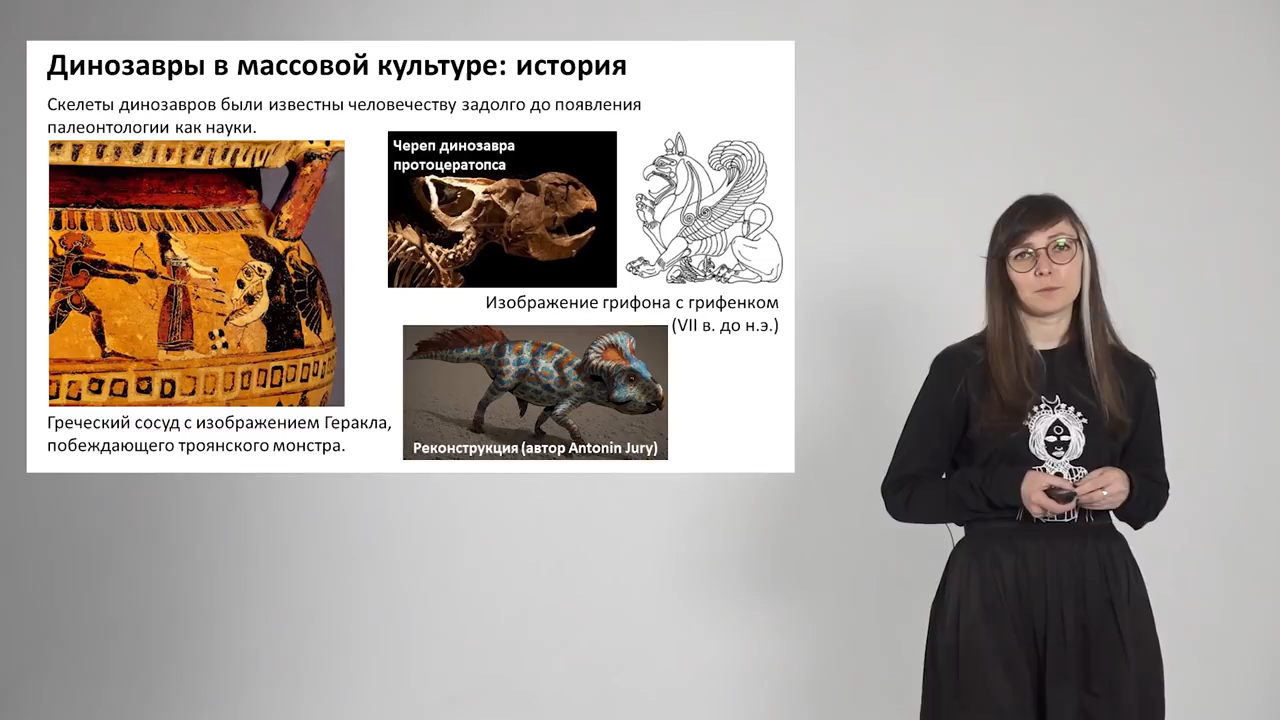 Динозавры в массовой культуре: история
Скелеты динозавров были известны человечеству задолго до появления
палеонтологии как науки.
Череп динозавра
протоцератопса
Изображение грифона с грифенком
(VII в. до н.э.)
Греческий сосуд с изображением Геракла,
побеждающего троянского монстра.
Реконструкция (автор Antonin Jury)